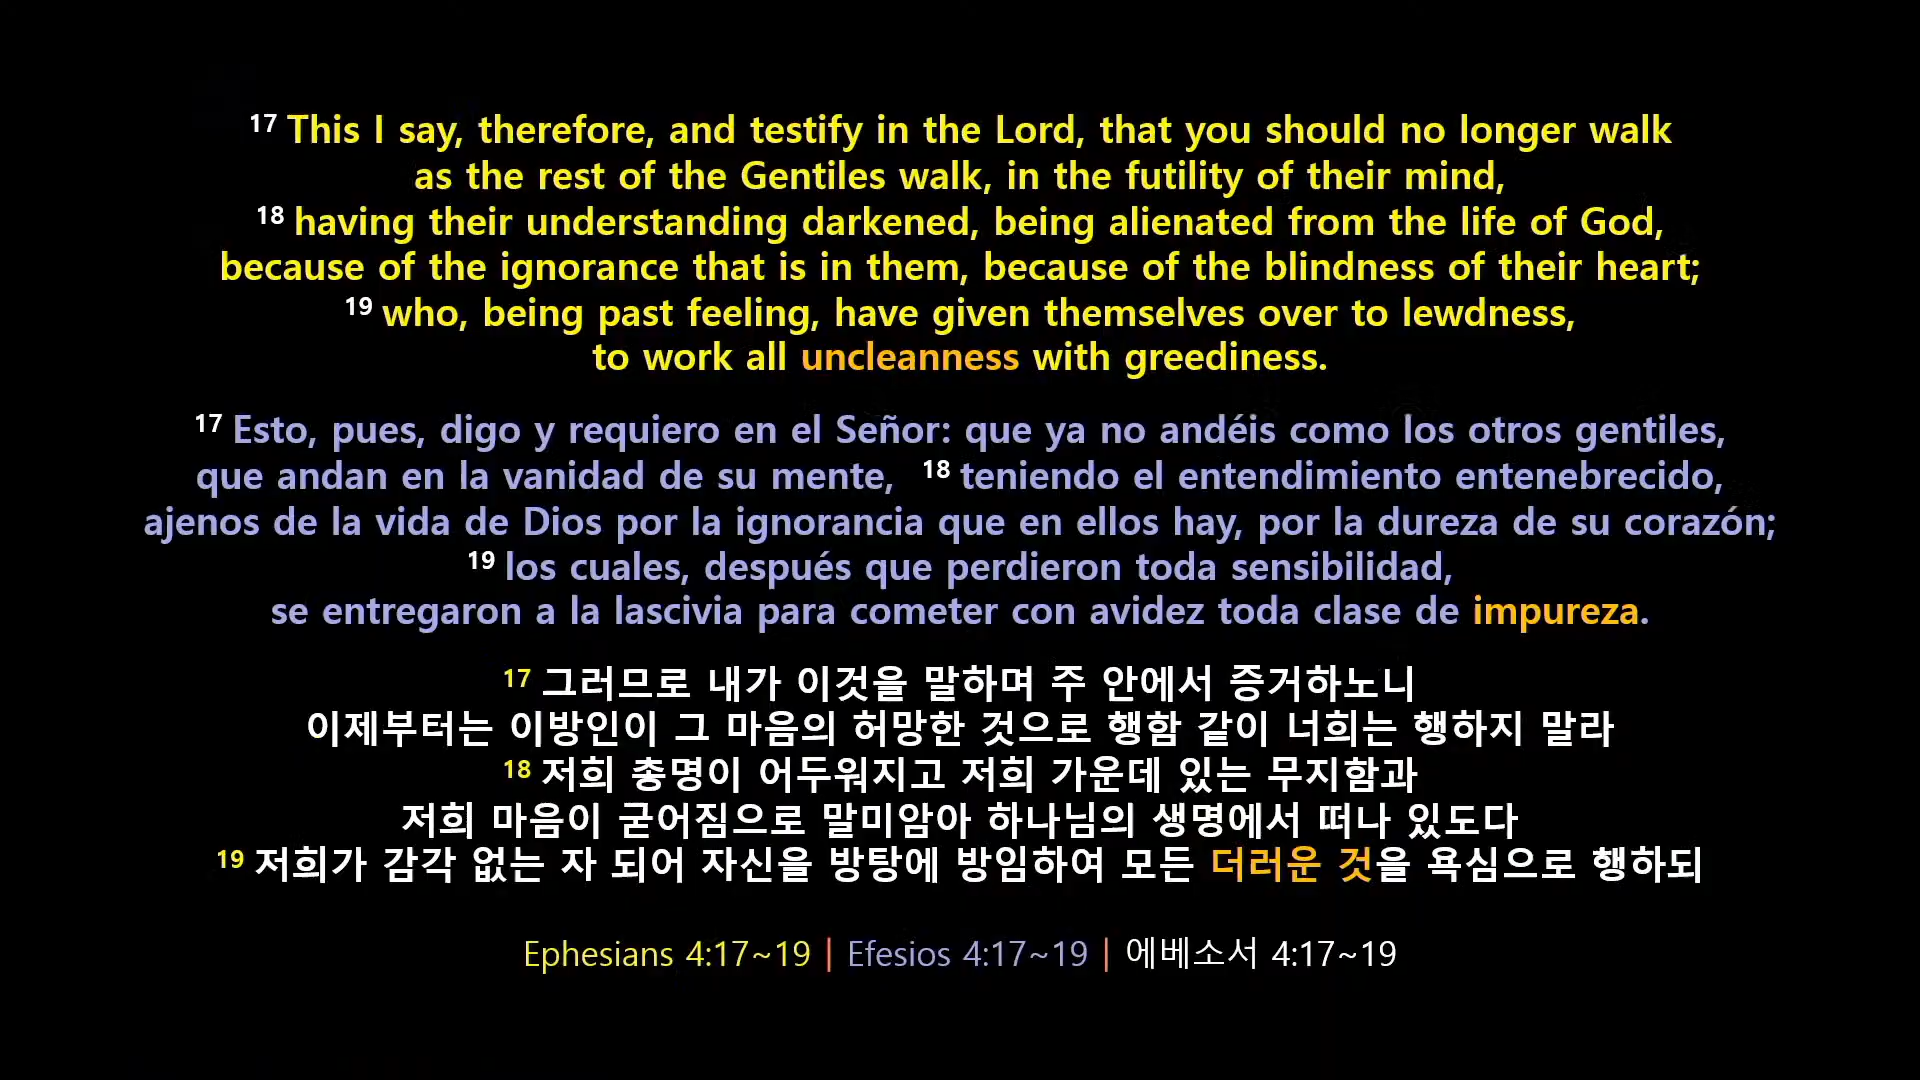 17 This I say, therefore, and testify in the Lord, that you should no longer walk
as the rest of the Gentiles walk, in the futility of their mind,
18 having their understanding darkened, being alienated from the life of God,
because of the ignorance that is in them, because of the blindness of their heart;
19 who, being past feeling, have given themselves over to lewdness,
to work all uncleanness with greediness.
17 Esto, pues, digo y requiero en el Señor: que ya no andéis como los otros gentiles,
que andan en la vanidad de su mente, 18 teniendo el entendimiento entenebrecido,
ajenos de la vida de Dios por la ignorancia que en ellos hay, por la dureza de su corazón;
19 los cuales, después que perdieron toda sensibilidad,
se entregaron a la lascivia para cometer con avidez toda clase de impureza.
17 그러므로 내가 이것을 말하며 주 안에서 증거하노니
이제부터는 이방인이 그 마음의 허망한 것으로 행함 같이 너희는 행하지 말라
18 저희 총명이 어두워지고 저희 가운데 있는 무지함과
저희 마음이 굳어짐으로 말미암아 하나님의 생명에서 떠나 있도다
19 저희가 감각 없는 자 되어 자신을 방탕에 방임하여 모든 더러운 것을 욕심으로 행하되
Ephesians 4:17~19 | Efesios 4:17~19 | 에베소서 4:17~19